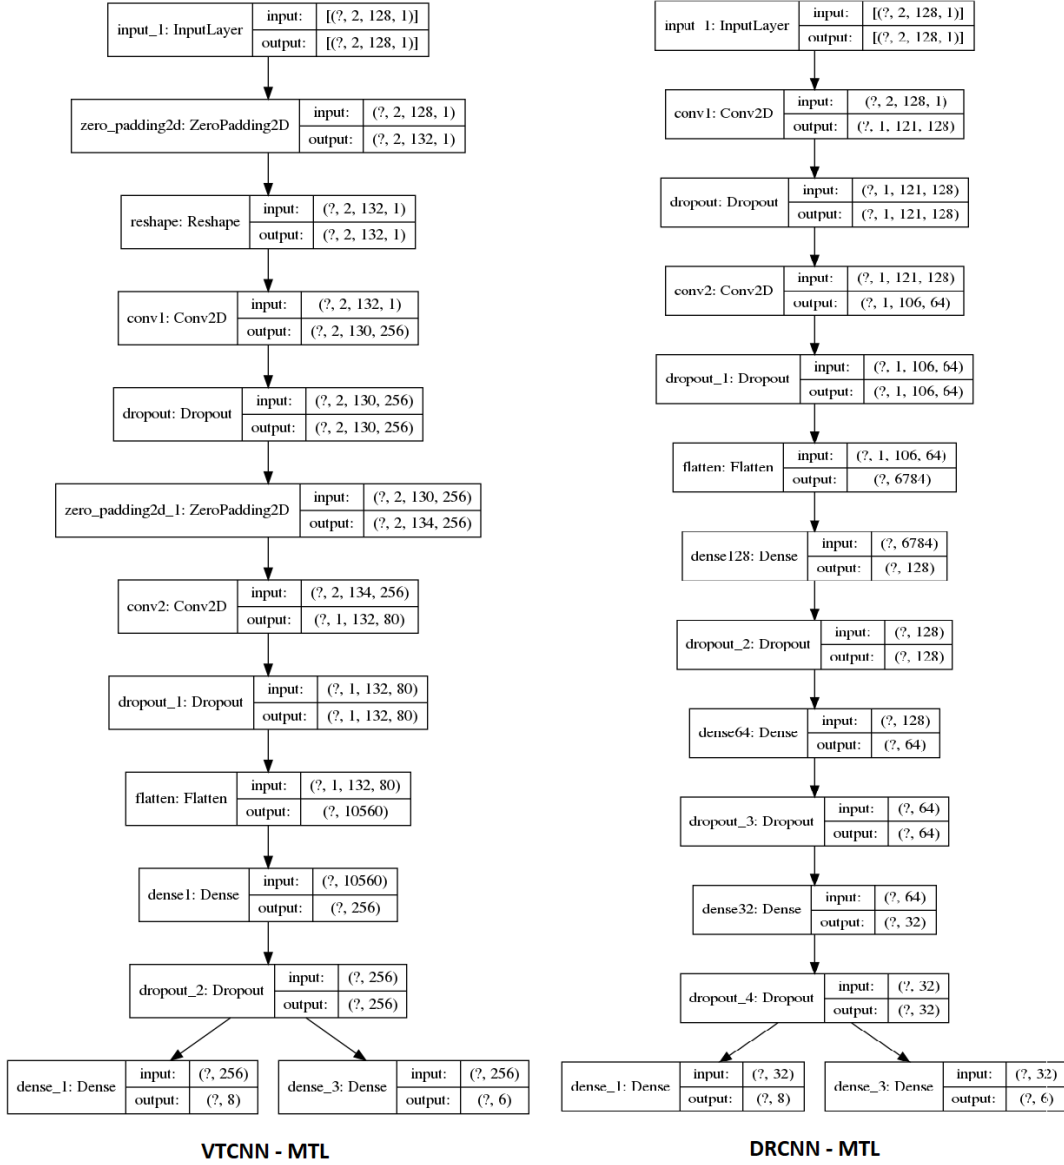 input_1: InputLayer
input: [(?, 2, 128, 1)]
output: [(?, 2, 128, 1)]
zero_padding2d: ZeroPadding2D
input: (?, 2, 128, 1)
output: (?, 2, 132, 1)
reshape: Reshape
input: (?, 2, 132, 1)
output: (?, 2, 132, 1)
conv1: Conv2D
input: (?, 2, 132, 1)
output: (?, 2, 130, 256)
dropout: Dropout
input: (?, 2, 130, 256)
output: (?, 2, 130, 256)
zero_padding2d_1: ZeroPadding2D
input: (?, 2, 130, 256)
output: (?, 2, 134, 256)
conv2: Conv2D
input: (?, 2, 134, 256)
output: (?, 1, 132, 80)
dropout_1: Dropout
input: (?, 1, 132, 80)
output: (?, 1, 132, 80)
flatten: Flatten
input: (?, 1, 132, 80)
output: (?, 10560)
dense1: Dense
input: (?, 10560)
output: (?, 256)
dropout_2: Dropout
input: (?, 256)
output: (?, 256)
dense_1: Dense
input: (?, 256)
output: (?, 8)
dense_3: Dense
input: (?, 256)
output: (?, 6)
VTCNN - MTL
input_1: InputLayer
input: [(?, 2, 128, 1)]
output: [(?, 2, 128, 1)]
conv1: Conv2D
input: (?, 2, 128, 1)
output: (?, 1, 121, 128)
dropout: Dropout
input: (?, 1, 121, 128)
output: (?, 1, 121, 128)
conv2: Conv2D
input: (?, 1, 121, 128)
output: (?, 1, 106, 64)
dropout_1: Dropout
input: (?, 1, 106, 64)
output: (?, 1, 106, 64)
flatten: Flatten
input: (?, 1, 106, 64)
output: (?, 6784)
dense128: Dense
input: (?, 6784)
output: (?, 128)
dropout_2: Dropout
input: (?, 128)
output: (?, 128)
dense64: Dense
input: (?, 128)
output: (?, 64)
dropout_3: Dropout
input: (?, 64)
output: (?, 64)
dense32: Dense
input: (?, 64)
output: (?, 32)
dropout_4: Dropout
input: (?, 32)
output: (?, 32)
dense_1: Dense
input: (?, 32)
output: (?, 8)
dense_3: Dense
input: (?, 32)
output: (?, 6)
DRCNN - MTL